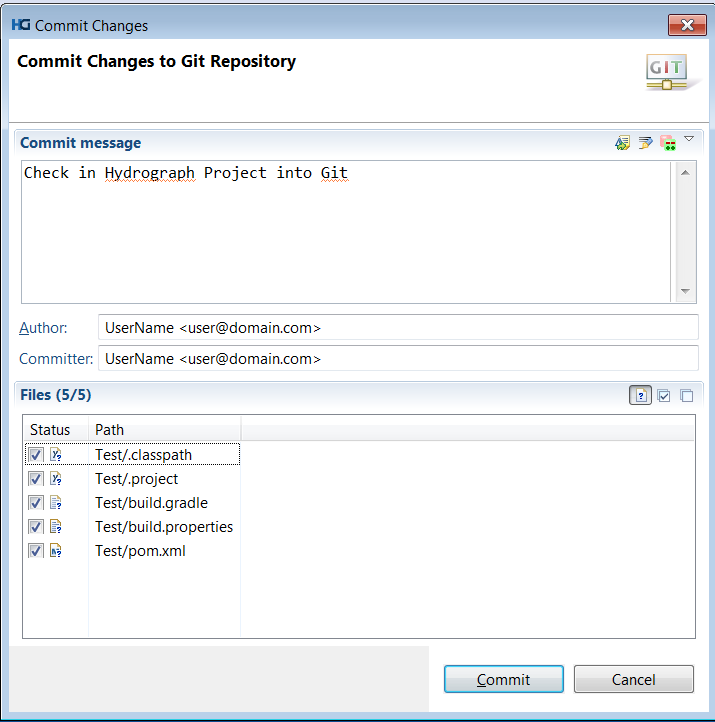 HG Commit Changes
Commit Changes to Git Repository
GIT
Commit message
Check in Hydrograph Project into Git
Author: UserName <user@domain.com>
Committer: UserName <user@domain.com>
Files (5/5)
Status Path
Test/.classpath
Test/.project
Test/build.gradle
Test/build.properties
Test/pom.xml
Commit Cancel